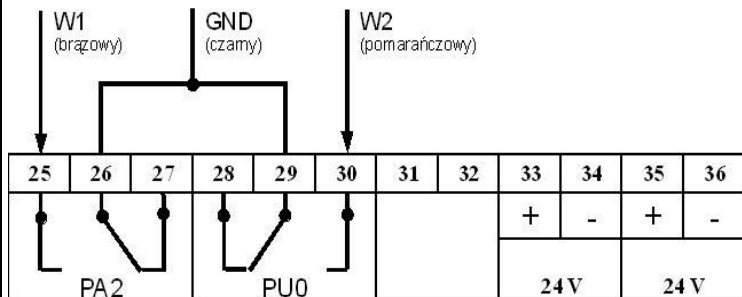 W1 GND W2
(brązowy) (czarny) (pomarańczowy)
25 26 27 28 29 30 31 32 33 34 35 36
+ - + -
PA2 PU0 24 V 24 V